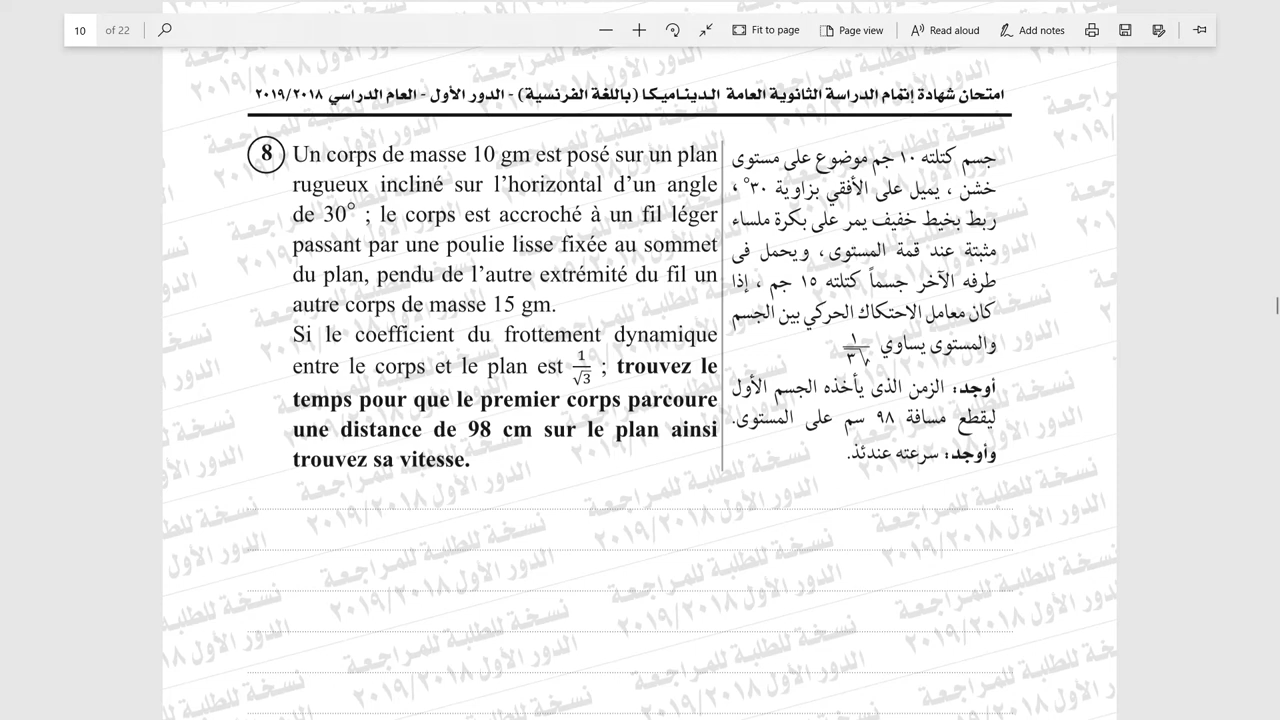 10 of 22 Fit to page Page view Read aloud Add notes
امتحان شهادة إتمام الدراسة الثانوية العامة الديناميكا (باللغة الفرنسية) - الدور الأول - العام الدراسي ٢٠١٩/٢٠١٨
8 Un corps de masse 10 gm est posé sur un plan
rugueux incliné sur l’horizontal d’un angle
de 30° ; le corps est accroché à un fil léger
passant par une poulie lisse fixée au sommet
du plan, pendu de l’autre extrémité du fil un
autre corps de masse 15 gm.
Si le coefficient du frottement dynamique
entre le corps et le plan est 1/√3 ; trouvez le
temps pour que le premier corps parcoure
une distance de 98 cm sur le plan ainsi
trouvez sa vitesse.
جسم كتلته ١٠ جم موضوع على مستوى
خشن ، يميل على الأفقي بزاوية ٣٠° ،
ربط بخيط خفيف يمر على بكرة ملساء
مثبتة عند قمة المستوى، ويحمل فى
طرفه الآخر جسماً كتلته ١٥ جم ، إذا
كان معامل الاحتكاك الحركي بين الجسم
والمستوى يساوي ١/√٣
أوجد: الزمن الذى يأخذه الجسم الأول
ليقطع مسافة ٩٨ سم على المستوى.
وأوجد: سرعته عندئذ.
نسخة للطلبة للمراجعة
الدور الأول ٢٠١٩/٢٠١٨